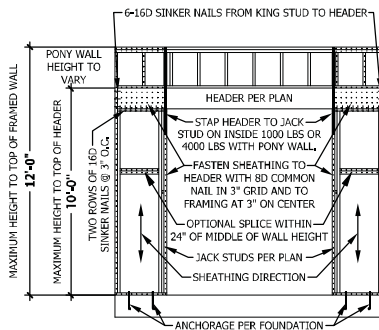 6-16D SINKER NAILS FROM KING STUD TO HEADER
PONY WALL
HEIGHT TO
VARY
HEADER PER PLAN
STAP HEADER TO JACK
STUD ON INSIDE 1000 LBS OR
4000 LBS WITH PONY WALL.
FASTEN SHEATHING TO
HEADER WITH 8D COMMON
NAIL IN 3" GRID AND TO
FRAMING AT 3" ON CENTER
OPTIONAL SPLICE WITHIN
24" OF MIDDLE OF WALL HEIGHT
JACK STUDS PER PLAN
SHEATHING DIRECTION
ANCHORAGE PER FOUNDATION
MAXIMUM HEIGHT TO TOP OF FRAMED WALL
12'-0"
MAXIMUM HEIGHT TO TOP OF HEADER
10'-0"
TWO ROWS OF 16D
SINKER NAILS @ 3" O.C.